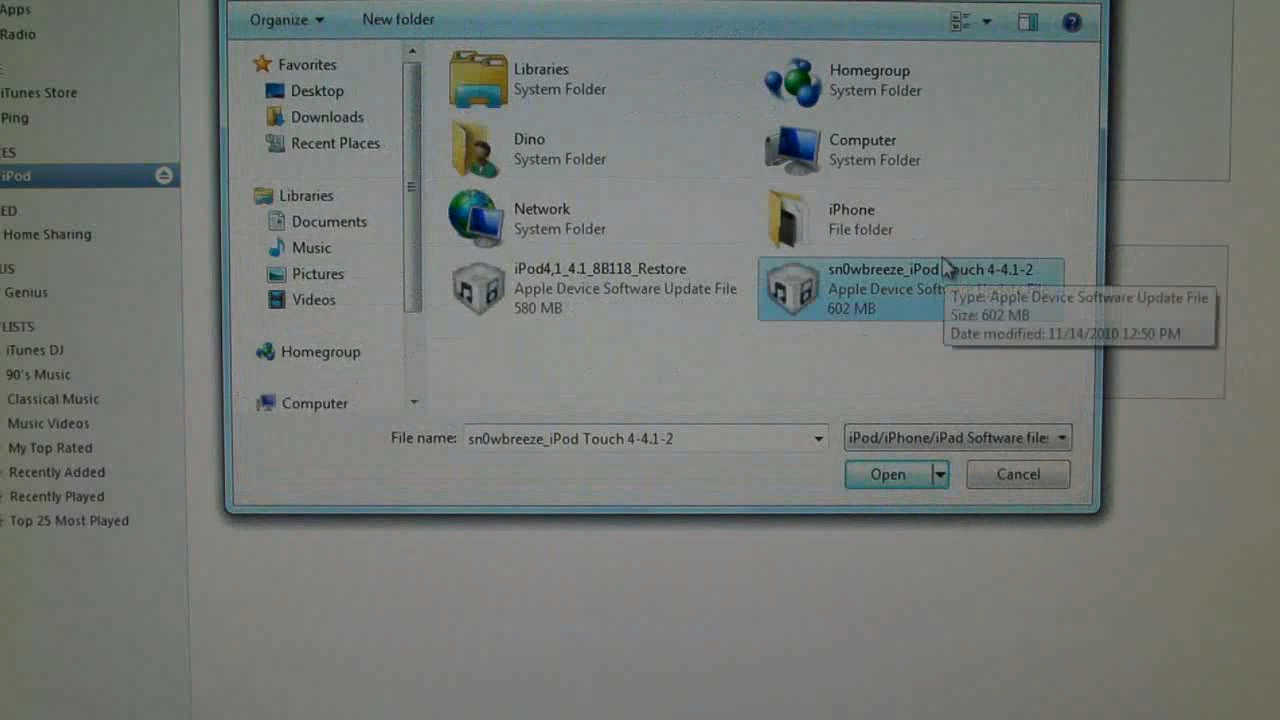 Apps
Radio
iTunes Store
Ping
CES
iPod
ED
Home Sharing
US
Genius
LISTS
iTunes DJ
90's Music
Classical Music
Music Videos
My Top Rated
Recently Added
Recently Played
Top 25 Most Played
Organize
New folder
Favorites
Desktop
Downloads
Recent Places
Libraries
Documents
Music
Pictures
Videos
Homegroup
Computer
Libraries
System Folder
Homegroup
System Folder
Dino
System Folder
Computer
System Folder
Network
System Folder
iPhone
File folder
iPod4,1_4.1_8B118_Restore
Apple Device Software Update File
580 MB
sn0wbreeze_iPod Touch 4-4.1-2
Apple Device
602 MB
Type: Apple Device Software Update File
Size: 602 MB
Date modified: 11/14/2010 12:50 PM
File name:
sn0wbreeze_iPod Touch 4-4.1-2
iPod/iPhone/iPad Software files
Open
Cancel